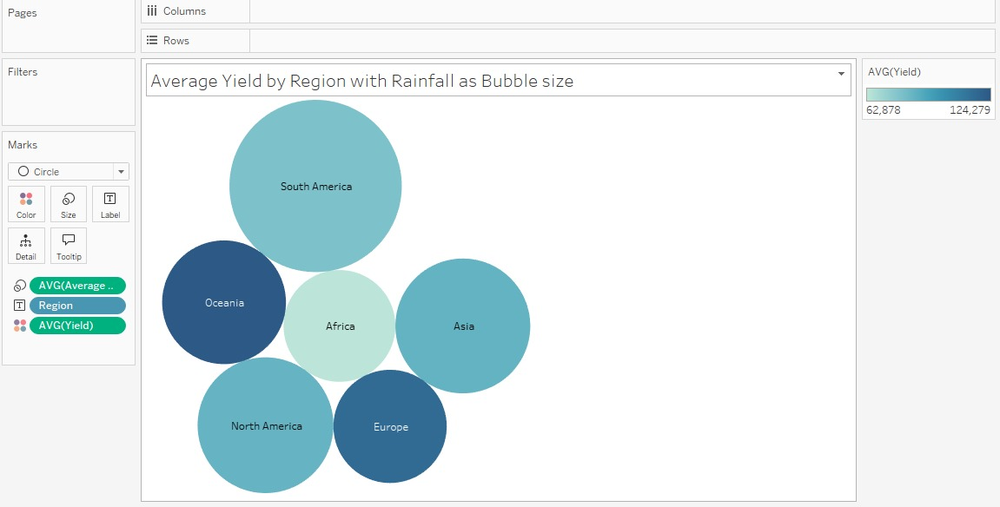 Pages
Columns
Rows
Filters
Average Yield by Region with Rainfall as Bubble size
AVG(Yield)
62,878 124,279
Marks
Circle
Color Size Label
Detail Tooltip
AVG(Average ..
Region
AVG(Yield)
South America
Oceania
Africa
Asia
North America
Europe